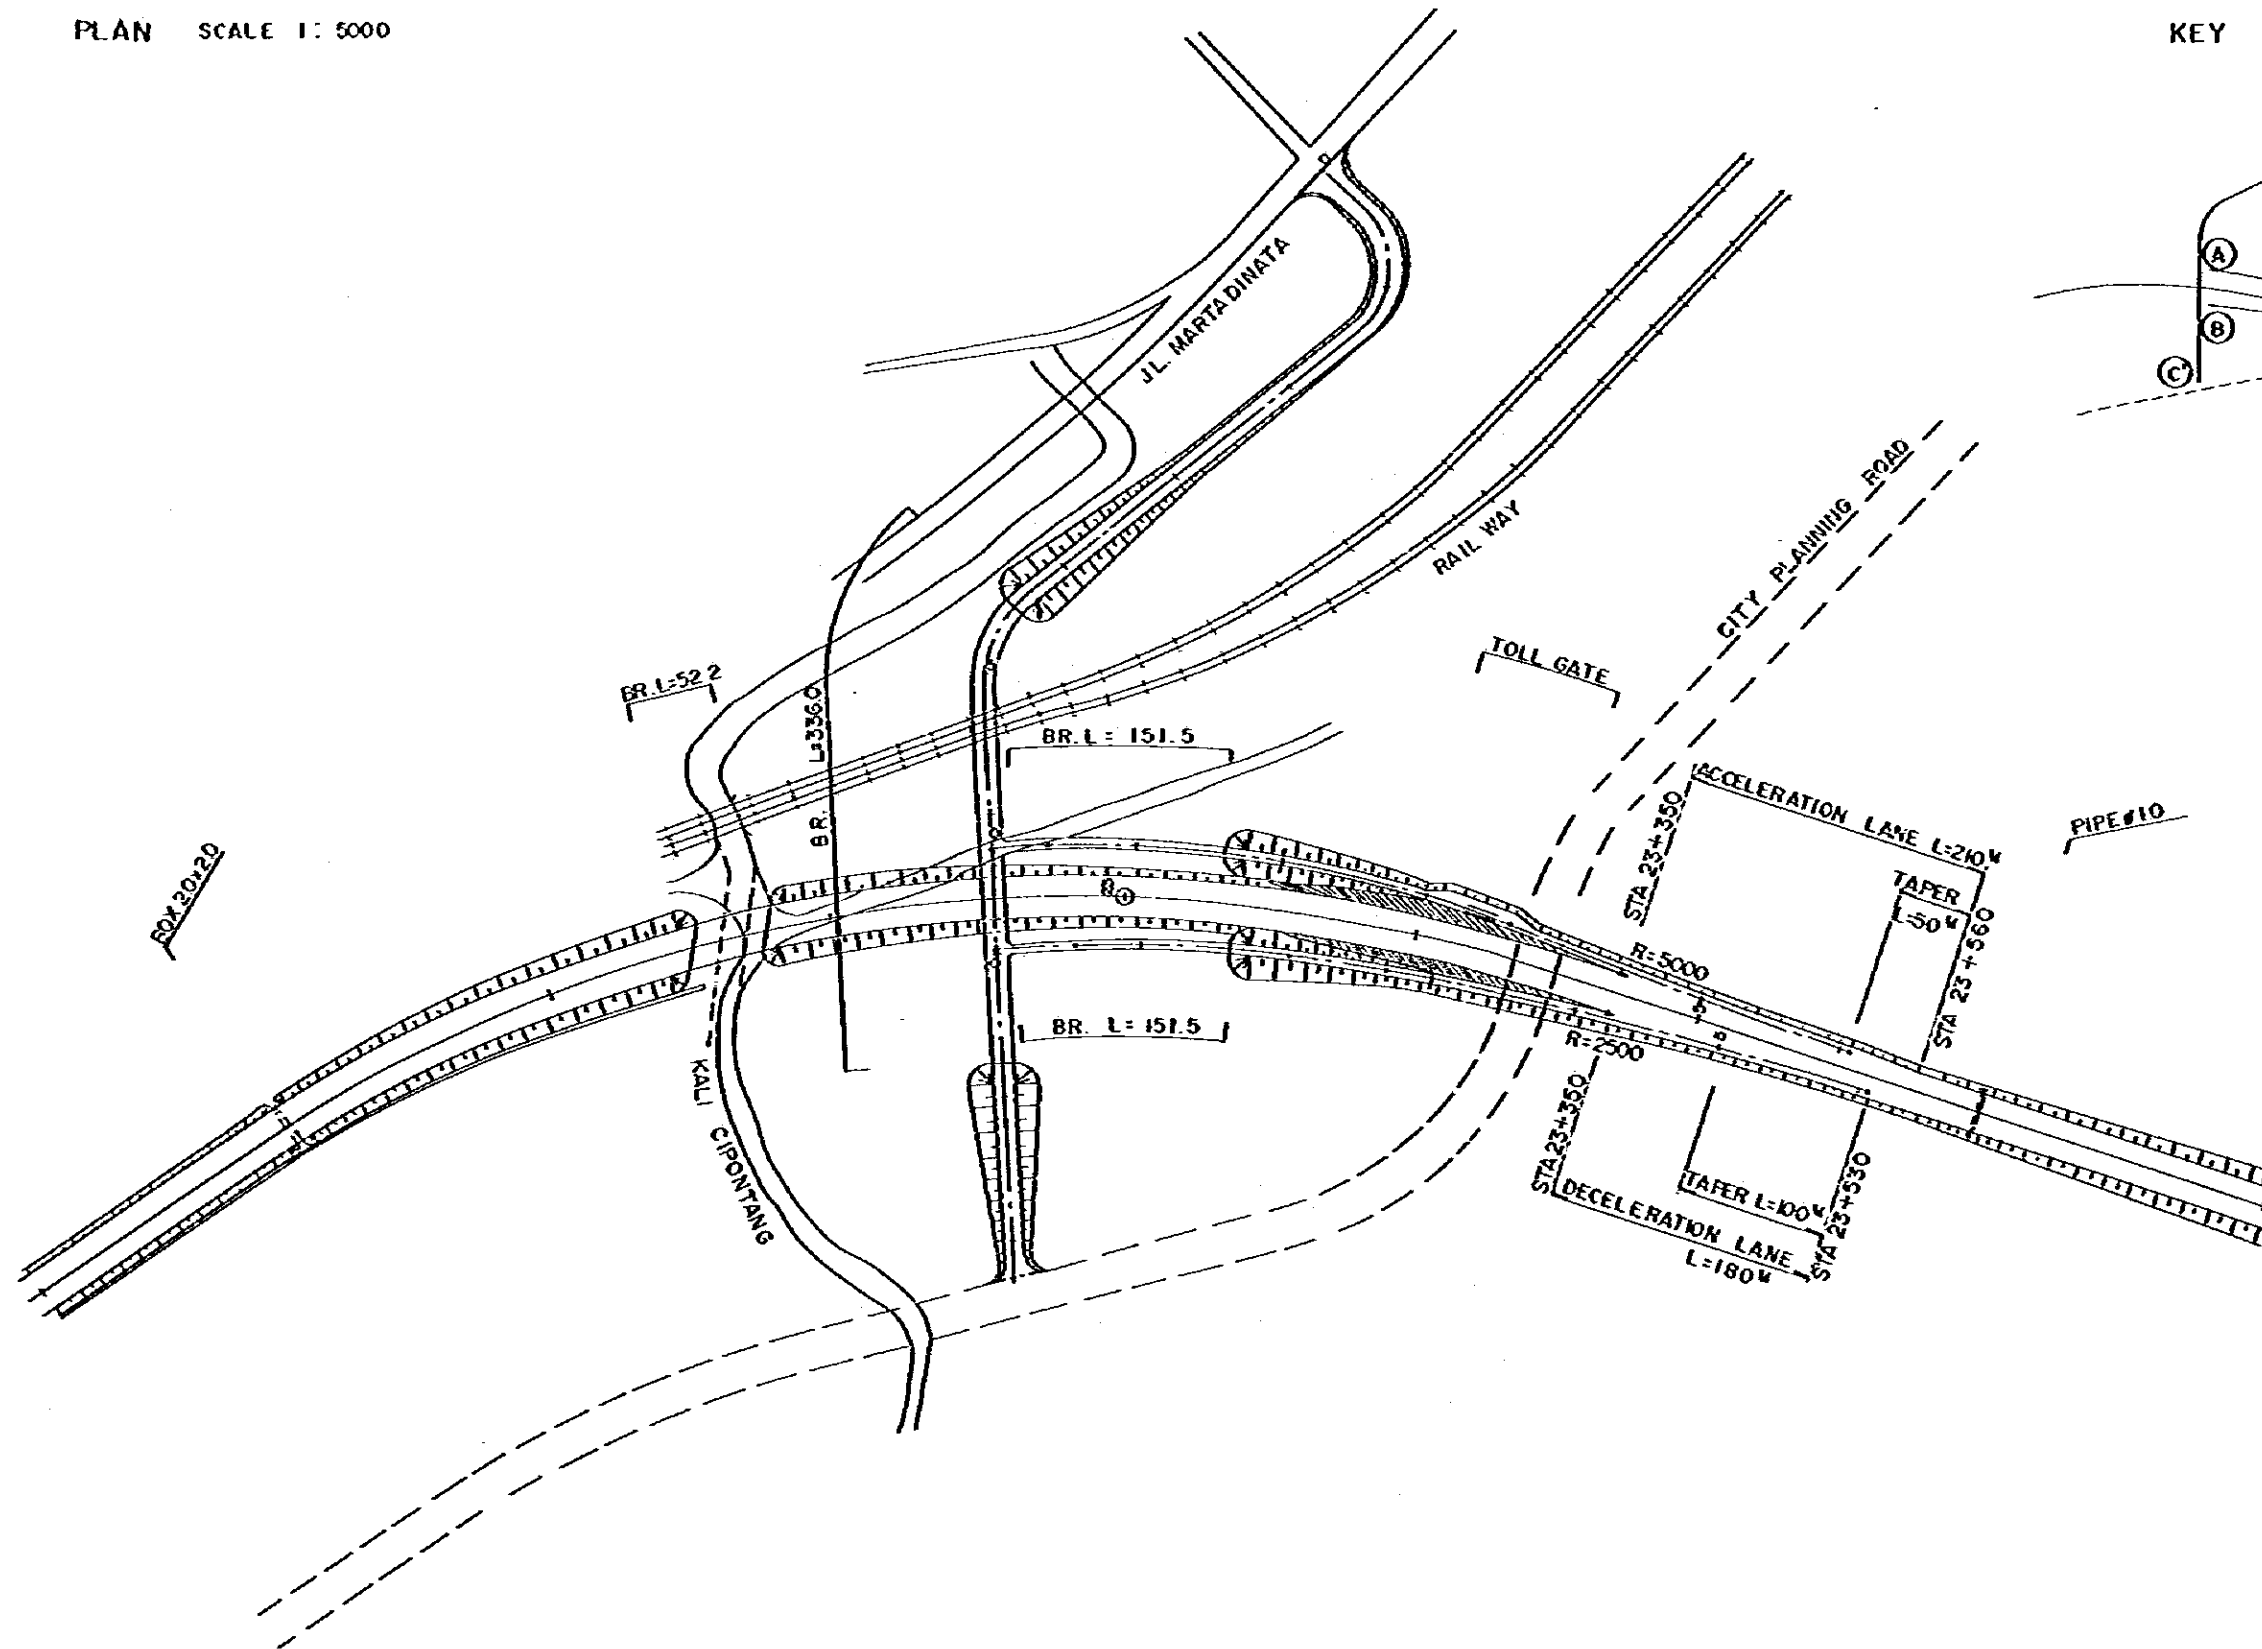 PLAN SCALE 1: 5000
KEY
A
B
C'
JL. MARTADINATA
RAIL WAY
CITY PLANNING ROAD
TOLL GATE
BR. L=52.2
BR. L=336.0
BR. L = 151.5
ACCELERATION LANE L=210M
STA 23+350
TAPER
L=50M
STA 23+560
PIPE ø10
BOX 2.0x2.0
R=5000
5
R=2500
BR. L=151.5
KALI CIPONTANG
STA 23+350
TAPER L=100M
DECELERATION LANE
L=180M
STA 23+530